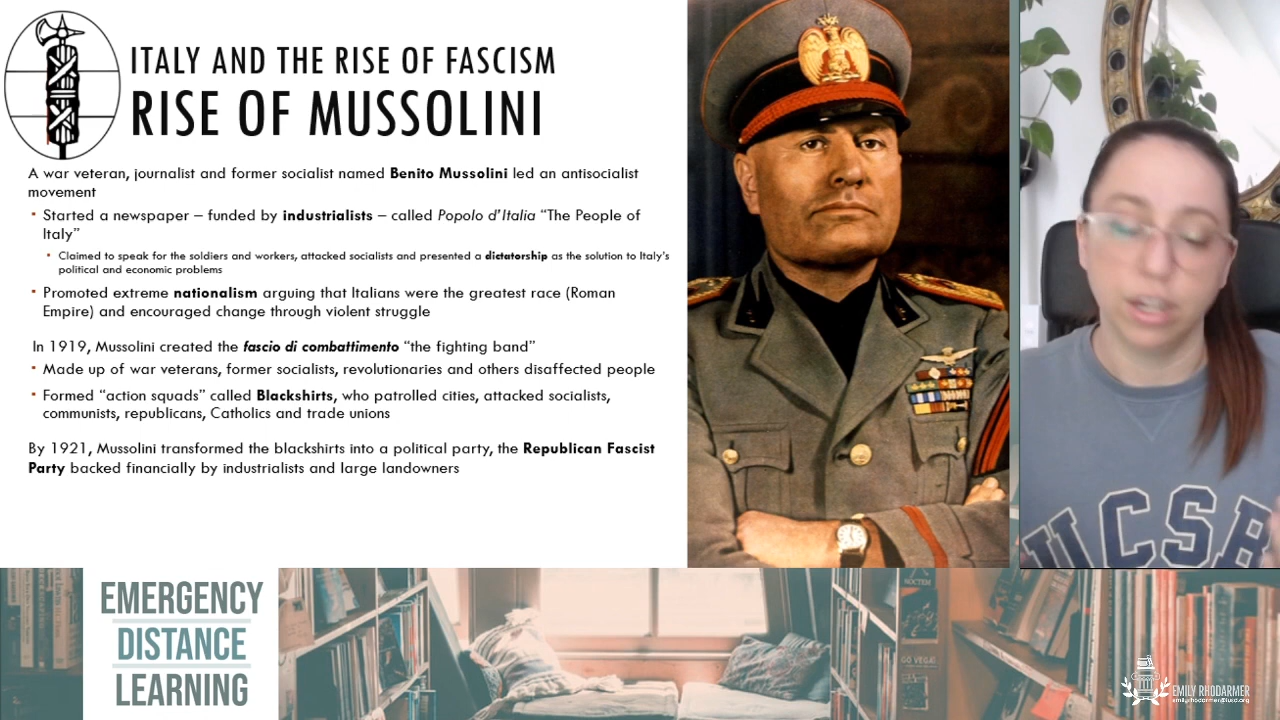 ITALY AND THE RISE OF FASCISM
RISE OF MUSSOLINI
A war veteran, journalist and former socialist named Benito Mussolini led an antisocialist
movement
Started a newspaper – funded by industrialists – called Popolo d’Italia “The People of
Italy”
Claimed to speak for the soldiers and workers, attacked socialists and presented a dictatorship as the solution to Italy’s
political and economic problems
Promoted extreme nationalism arguing that Italians were the greatest race (Roman
Empire) and encouraged change through violent struggle
In 1919, Mussolini created the fascio di combattimento “the fighting band”
Made up of war veterans, former socialists, revolutionaries and others disaffected people
Formed “action squads” called Blackshirts, who patrolled cities, attacked socialists,
communists, republicans, Catholics and trade unions
By 1921, Mussolini transformed the blackshirts into a political party, the Republican Fascist
Party backed financially by industrialists and large landowners
UCSB
EMERGENCY
DISTANCE
LEARNING
GO VEGAN
EMILY RHODARMER